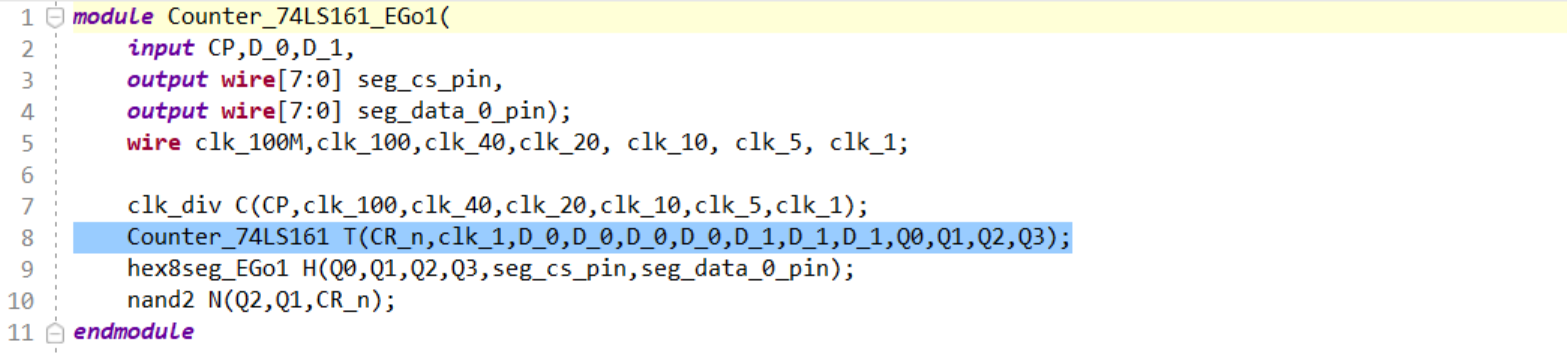 1 module Counter_74LS161_EGo1(
2 input CP,D_0,D_1,
3 output wire[7:0] seg_cs_pin,
4 output wire[7:0] seg_data_0_pin);
5 wire clk_100M,clk_100,clk_40,clk_20, clk_10, clk_5, clk_1;
6
7 clk_div C(CP,clk_100,clk_40,clk_20,clk_10,clk_5,clk_1);
8 Counter_74LS161 T(CR_n,clk_1,D_0,D_0,D_0,D_0,D_1,D_1,D_1,Q0,Q1,Q2,Q3);
9 hex8seg_EGo1 H(Q0,Q1,Q2,Q3,seg_cs_pin,seg_data_0_pin);
10 nand2 N(Q2,Q1,CR_n);
11 endmodule